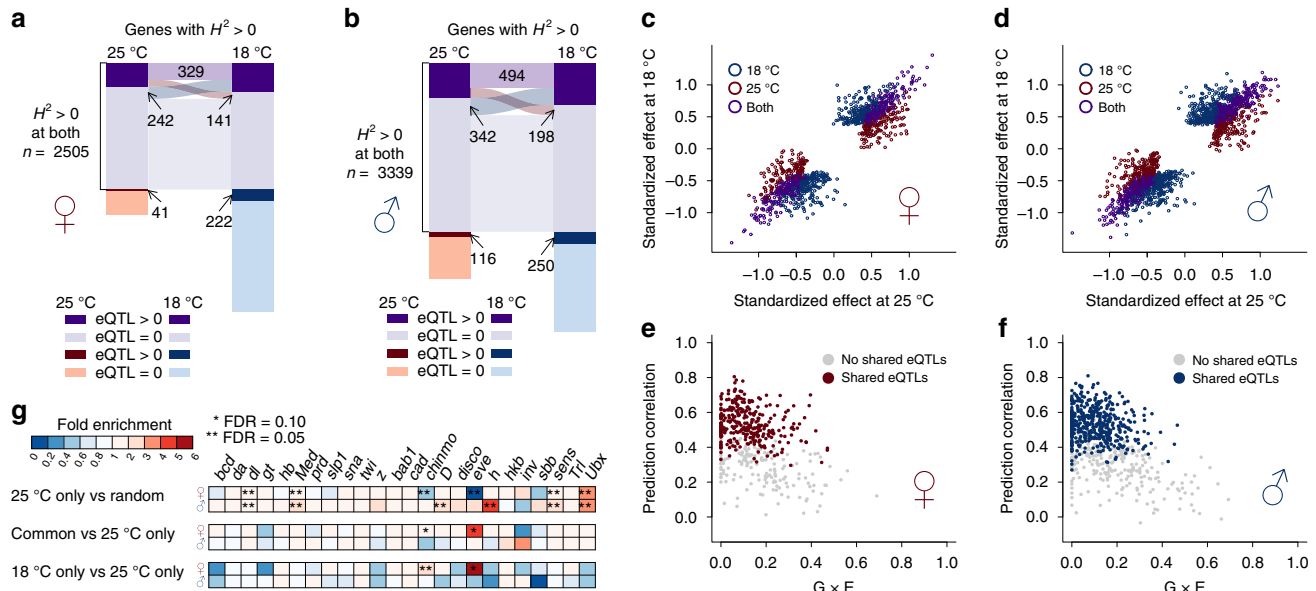 a
Genes with H² > 0
25 °C 18 °C
329
H² > 0
at both
n = 2505
242 141
41
222
♀
25 °C 18 °C
eQTL > 0
eQTL = 0
eQTL > 0
eQTL = 0
b
Genes with H² > 0
25 °C 18 °C
494
H² > 0
at both
n = 3339
342 198
116
250
♂
25 °C 18 °C
eQTL > 0
eQTL = 0
eQTL > 0
eQTL = 0
c
Standardized effect at 18 °C
1.0
0.5
0.0
−0.5
−1.0
18 °C
25 °C
Both
♀
−1.0 −0.5 0.0 0.5 1.0
Standardized effect at 25 °C
d
Standardized effect at 18 °C
1.0
0.5
0.0
−0.5
−1.0
18 °C
25 °C
Both
♂
−1.0 −0.5 0.0 0.5 1.0
Standardized effect at 25 °C
e
Prediction correlation
1.0
0.8
0.6
0.4
0.2
0.0
No shared eQTLs
Shared eQTLs
♀
0.0 0.2 0.4 0.6 0.8 1.0
G × E
f
Prediction correlation
1.0
0.8
0.6
0.4
0.2
0.0
No shared eQTLs
Shared eQTLs
♂
0.0 0.2 0.4 0.6 0.8 1.0
G × E
g
Fold enrichment
0 0.2 0.4 0.6 0.8 1 2 3 4 5 6
* FDR = 0.10
** FDR = 0.05
bcd da dl gt hb Med prd slp1 sna twi z bab1 cad chinmo D disco eve h hkb inv sbb sens Trl Ubx
25 °C only vs random
♀ ** ** ** ** ** **
♂ ** ** ** ** ** **
Common vs 25 °C only
♀ * *
♂
18 °C only vs 25 °C only
♀ ** *
♂